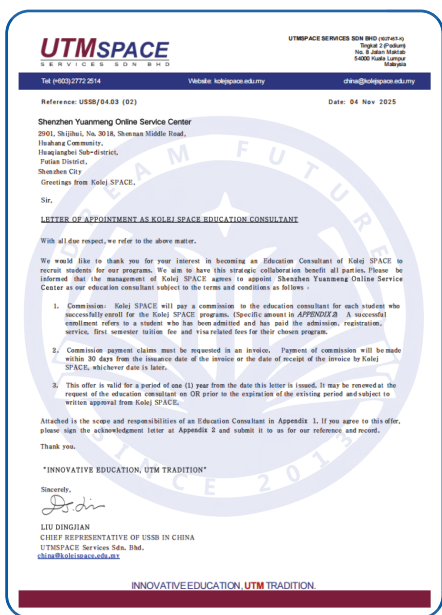 UTMSPACE
SERVICES SDN BHD
UTMSPACE SERVICES SDN BHD
Tingkat 2 (Podium)
No. 8 Jalan Maktab
54000 Kuala Lumpur
Malaysia
Tel: (+603)2772 2514 Website: kolejspace.edu.my china@kolejspace.edu.my
Reference: USSB/04.03 (02) Date: 04 Nov 2025
Shenzhen Yuanmeng Online Service Center
2901, Shijihui, No. 3018, Shennan Middle Road,
Huahang Community,
Huaqiangbei Sub-district,
Futian District,
Shenzhen City
Greetings from Kolej SPACE,
Sir,
LETTER OF APPOINTMENT AS KOLEJ SPACE EDUCATION CONSULTANT
With all due respect, we refer to the above matter.
We would like to thank you for your interest in becoming an Education Consultant of Kolej SPACE to
recruit students for our programs. We aim to have this strategic collaboration benefit all parties. Please be
informed that the management of Kolej SPACE agrees to appoint Shenzhen Yuanmeng Online Service
Center as our education consultant subject to the terms and conditions as follows :
1. Commission: Kolej SPACE will pay a commission to the education consultant for each student who
successfully enroll for the Kolej SPACE programs. (Specific amount in APPENDIX 3) A successful
enrollment refers to a student who has been admitted and has paid the admission, registration,
service, first semester tuition fee and visa related fees for their chosen program.
2. Commission payment claims must be requested in an invoice. Payment of commission will be made
within 30 days from the issuance date of the invoice or the date of receipt of the invoice by Kolej
SPACE, whichever date is later.
3. This offer is valid for a period of one (1) year from the date this letter is issued. It may be renewed at the
request of the education consultant on OR prior to the expiration of the existing period and subject to
written approval from Kolej SPACE.
Attached is the scope and responsibilities of an Education Consultant in Appendix 1. If you agree to this offer,
please sign the acknowledgment letter at Appendix 2 and submit it to us for our reference and record.
Thank you.
"INNOVATIVE EDUCATION, UTM TRADITION"
Sincerely,
LIU DINGJIAN
CHIEF REPRESENTATIVE OF USSB IN CHINA
UTMSPACE Services Sdn. Bhd.
china@kolejspace.edu.my
INNOVATIVE EDUCATION, UTM TRADITION.
DREAM FUTURE
SINCE 2013